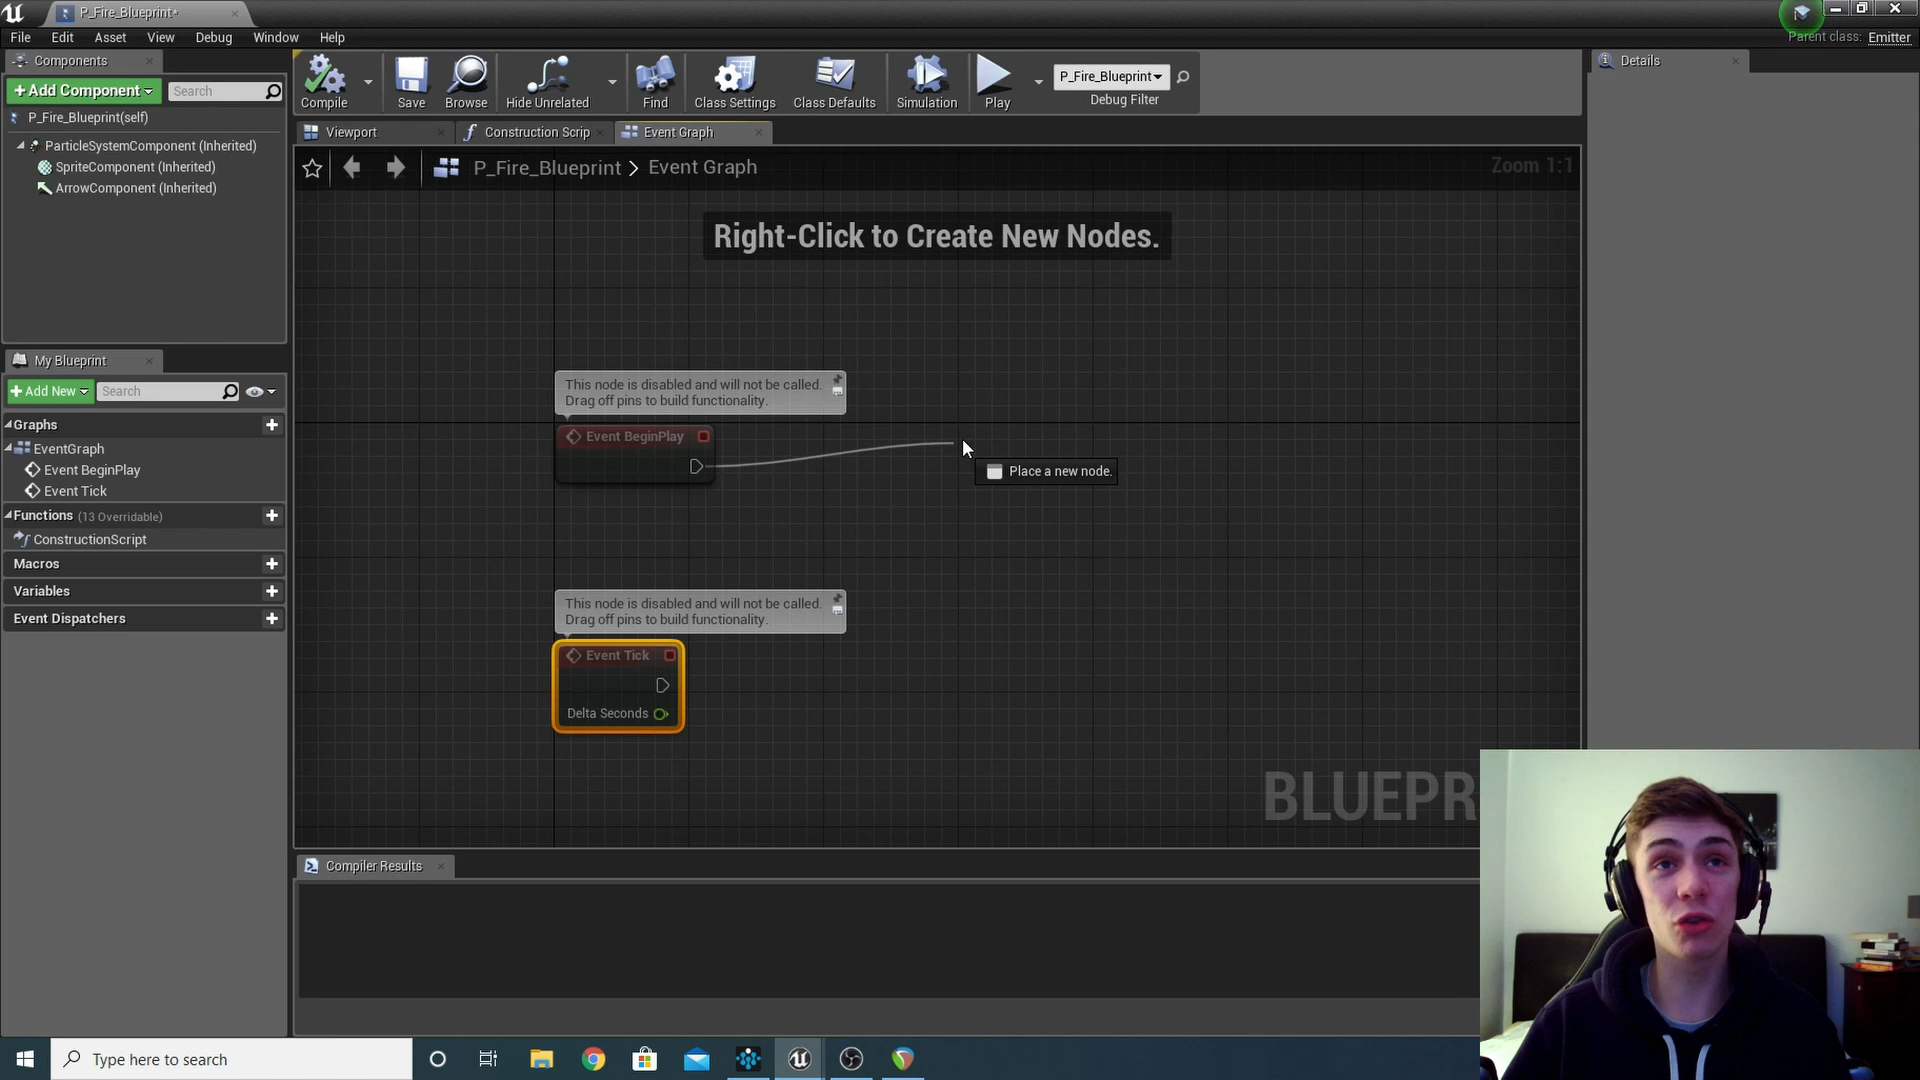 P_Fire_Blueprint*
File Edit Asset View Debug Window Help
Parent class: Emitter
Components
+Add Component
Search
P_Fire_Blueprint(self)
ParticleSystemComponent (Inherited)
SpriteComponent (Inherited)
ArrowComponent (Inherited)
My Blueprint
+Add New
Search
Graphs
EventGraph
Event BeginPlay
Event Tick
Functions (13 Overridable)
ConstructionScript
Macros
Variables
Event Dispatchers
Compile
Save
Browse
Hide Unrelated
Find
Class Settings
Class Defaults
Simulation
Play
P_Fire_Blueprint
Debug Filter
Viewport
Construction Scrip
Event Graph
P_Fire_Blueprint > Event Graph
Zoom 1:1
Right-Click to Create New Nodes.
This node is disabled and will not be called.
Drag off pins to build functionality.
Event BeginPlay
Place a new node.
This node is disabled and will not be called.
Drag off pins to build functionality.
Event Tick
Delta Seconds
BLUEPR
Compiler Results
Details
Type here to search